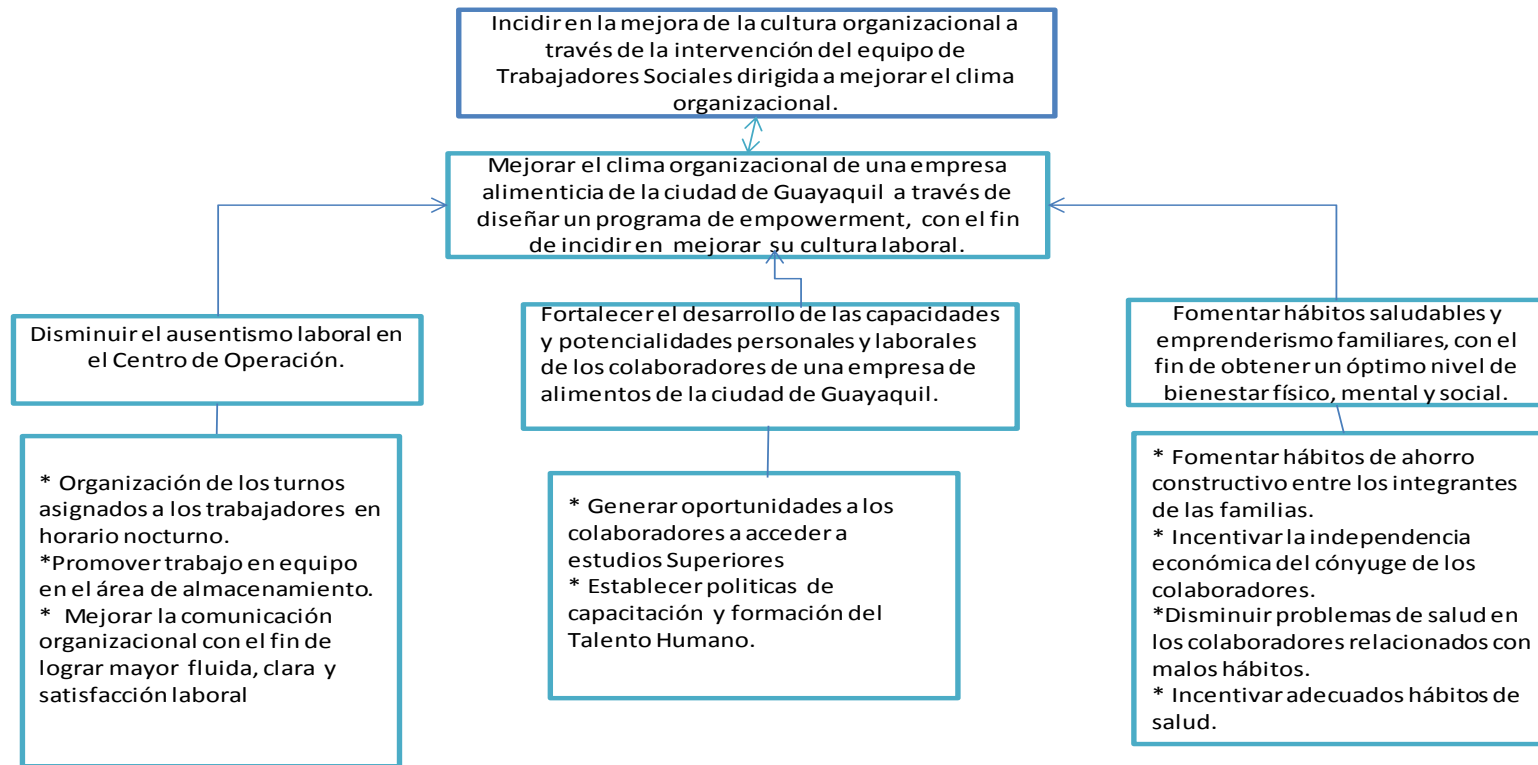 Incidir en la mejora de la cultura organizacional a
través de la intervención del equipo de
Trabajadores Sociales dirigida a mejorar el clima
organizacional.
Mejorar el clima organizacional de una empresa
alimenticia de la ciudad de Guayaquil a través de
diseñar un programa de empowerment, con el fin
de incidir en mejorar su cultura laboral.
Disminuir el ausentismo laboral en
el Centro de Operación.
Fortalecer el desarrollo de las capacidades
y potencialidades personales y laborales
de los colaboradores de una empresa de
alimentos de la ciudad de Guayaquil.
Fomentar hábitos saludables y
emprenderismo familiares, con el
fin de obtener un óptimo nivel de
bienestar físico, mental y social.
* Organización de los turnos
asignados a los trabajadores en
horario nocturno.
*Promover trabajo en equipo
en el área de almacenamiento.
* Mejorar la comunicación
organizacional con el fin de
lograr mayor fluida, clara y
satisfacción laboral
* Generar oportunidades a los
colaboradores a acceder a
estudios Superiores
* Establecer politicas de
capacitación y formación del
Talento Humano.
* Fomentar hábitos de ahorro
constructivo entre los integrantes
de las familias.
* Incentivar la independencia
económica del cónyuge de los
colaboradores.
*Disminuir problemas de salud en
los colaboradores relacionados con
malos hábitos.
* Incentivar adecuados hábitos de
salud.